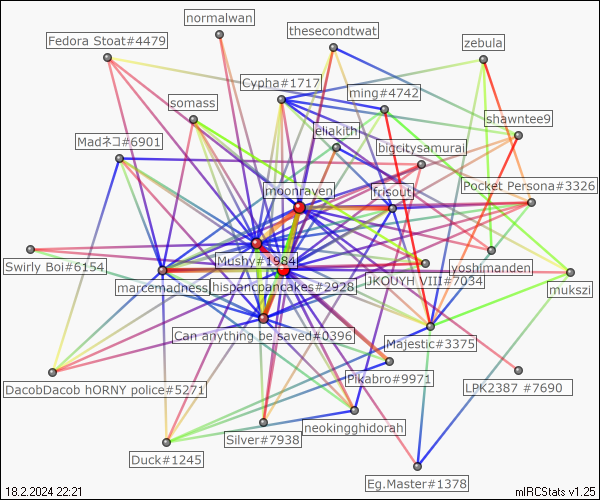 normalwan
thesecondtwat
Fedora Stoat#4479
zebula
Cypha#1717
ming#4742
somass
shawntee9
eliakith
Madネコ#6901
bigcitysamurai
moonraven
frisout
Pocket Persona#3326
Mushy#1984
Swirly Boi#6154
yoshimanden
marcemadness
hispancpancakes#2928
JKOUYH VIII#7034
mukszi
Can anything be saved#0396
Majestic#3375
Pikabro#9971
DacobDacob hORNY police#5271
LPK2387 #7690
neokingghidorah
Silver#7938
Duck#1245
Eg.Master#1378
18.2.2024 22:21
mIRCStats v1.25